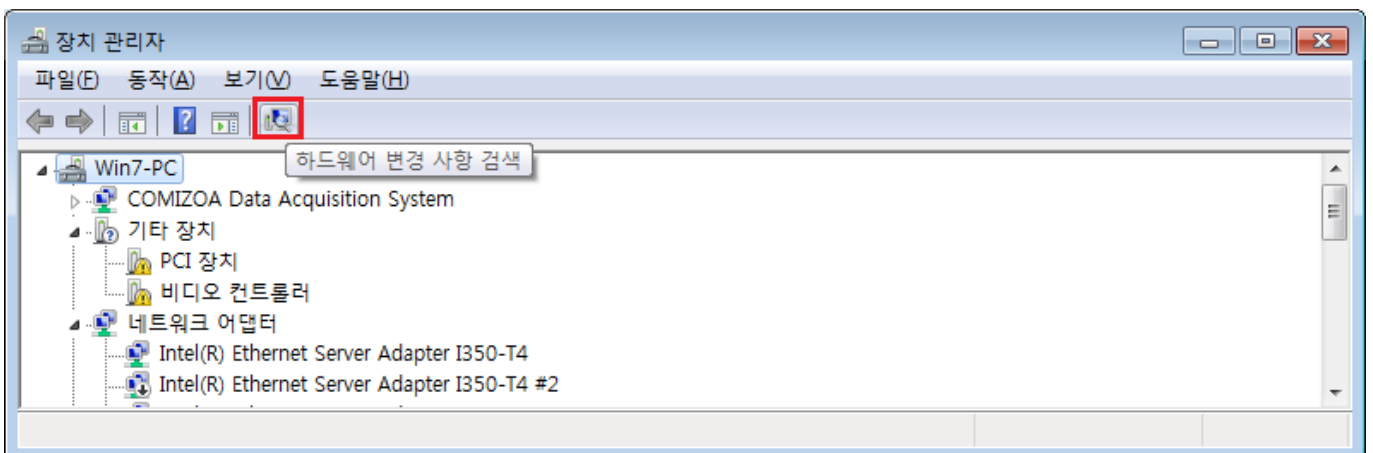 장치 관리자
파일(F) 동작(A) 보기(V) 도움말(H)
하드웨어 변경 사항 검색
Win7-PC
COMIZOA Data Acquisition System
기타 장치
PCI 장치
비디오 컨트롤러
네트워크 어댑터
Intel(R) Ethernet Server Adapter I350-T4
Intel(R) Ethernet Server Adapter I350-T4 #2